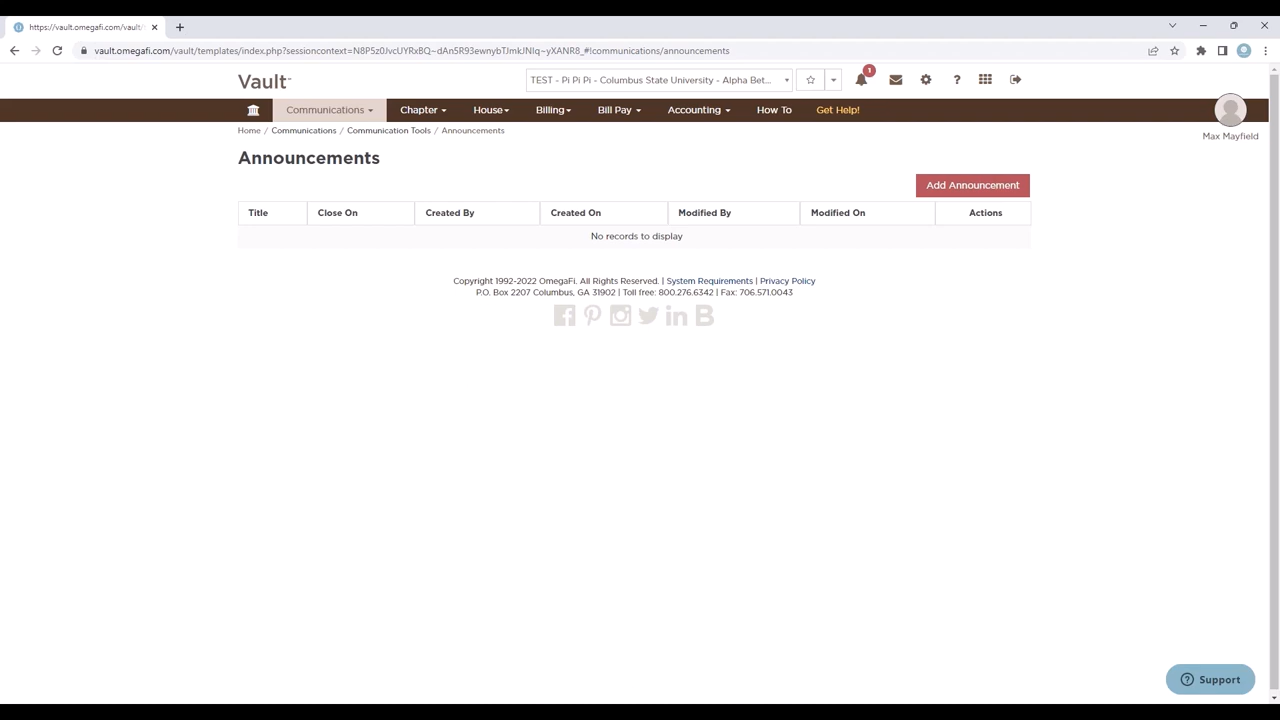 https://vault.omegafi.com/vault/
vault.omegafi.com/vault/templates/index.php?sessioncontext=N8P5z0JvcUYRxBQ~dAn5R93ewnybTJmkJNIq~yXANR8_#!communications/announcements
Vault
TEST - Pi Pi Pi - Columbus State University - Alpha Bet...
1
Communications Chapter House Billing Bill Pay Accounting How To Get Help!
Max Mayfield
Home / Communications / Communication Tools / Announcements
Announcements
Add Announcement
Title Close On Created By Created On Modified By Modified On Actions
No records to display
Copyright 1992-2022 OmegaFi. All Rights Reserved. | System Requirements | Privacy Policy
P.O. Box 2207 Columbus, GA 31902 | Toll free: 800.276.6342 | Fax: 706.571.0043
Support